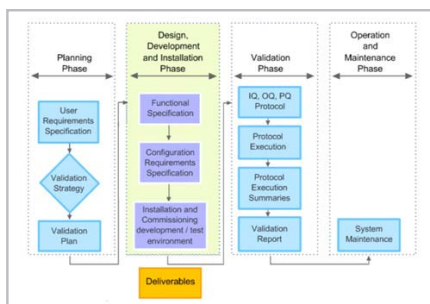 Planning
Phase
Design,
Development
and Installation
Phase
Validation
Phase
Operation
and
Maintenance
Phase
User
Requirements
Specification
Validation
Strategy
Validation
Plan
Functional
Specification
Configuration
Requirements
Specification
Installation and
Commissioning
development / test
environment
IQ, OQ, PQ
Protocol
Protocol
Execution
Protocol
Execution
Summaries
Validation
Report
System
Maintenance
Deliverables